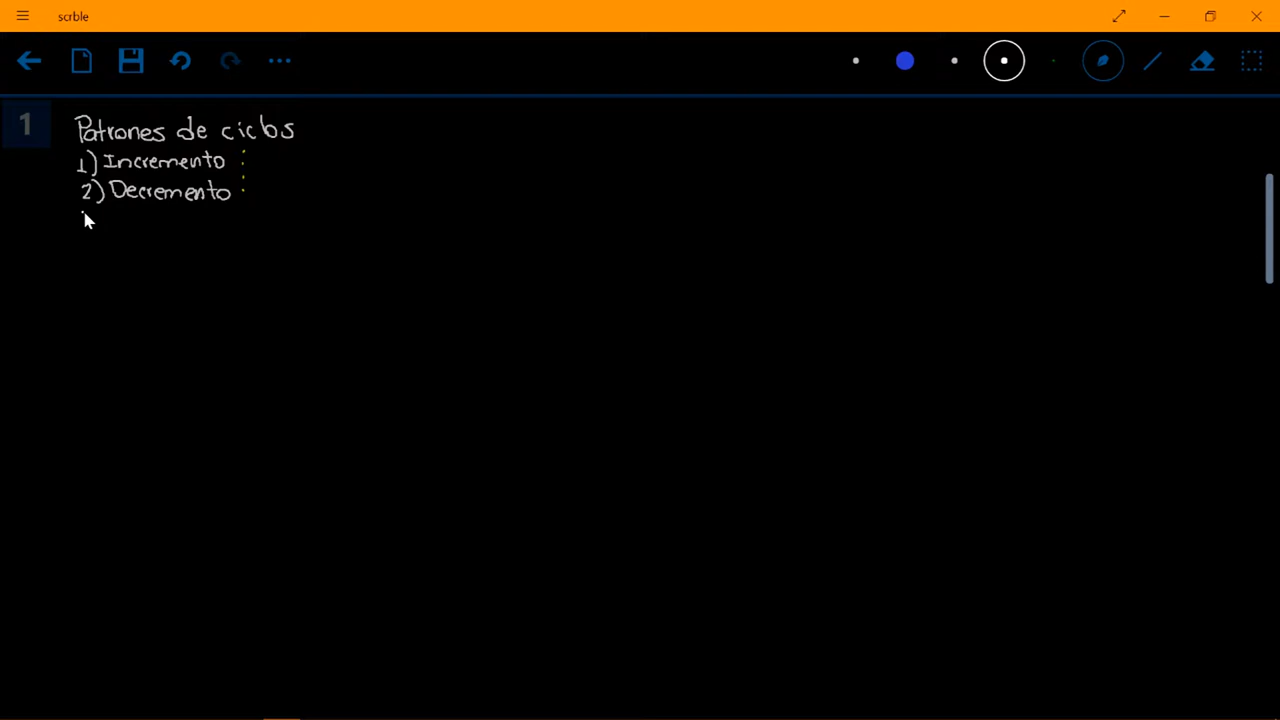 scrble
1
Patrones de ciclos
1) Incremento :
2) Decremento :